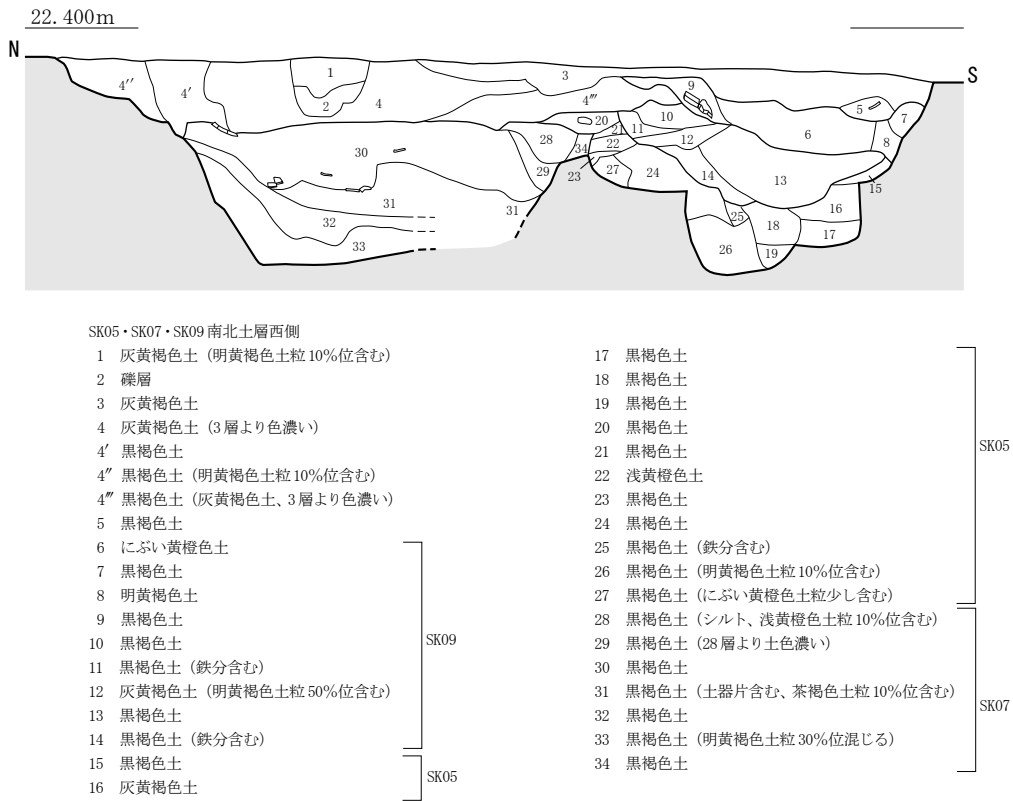 22.400m
N
S
1
2
3
4
4′
4″
4‴
5
6
7
8
9
10
11
12
13
14
15
16
17
18
19
20
21
22
23
24
25
26
27
28
29
30
31
31
32
33
34
SK05・SK07・SK09 南北土層西側
1 灰黄褐色土（明黄褐色土粒 10％位含む）
2 礫層
3 灰黄褐色土
4 灰黄褐色土（3 層より色濃い）
4′ 黒褐色土
4″ 黒褐色土（明黄褐色土粒 10％位含む）
4‴ 黒褐色土（灰黄褐色土、3 層より色濃い）
5 黒褐色土
6 にぶい黄橙色土
7 黒褐色土
8 明黄褐色土
9 黒褐色土
10 黒褐色土
11 黒褐色土（鉄分含む）
12 灰黄褐色土（明黄褐色土粒 50％位含む）
13 黒褐色土
14 黒褐色土（鉄分含む）
SK09
15 黒褐色土
16 灰黄褐色土
SK05
17 黒褐色土
18 黒褐色土
19 黒褐色土
20 黒褐色土
21 黒褐色土
22 浅黄橙色土
23 黒褐色土
24 黒褐色土
25 黒褐色土（鉄分含む）
26 黒褐色土（明黄褐色土粒 10％位含む）
27 黒褐色土（にぶい黄橙色土粒少し含む）
SK05
28 黒褐色土（シルト、浅黄橙色土粒 10％位含む）
29 黒褐色土（28 層より土色濃い）
30 黒褐色土
31 黒褐色土（土器片含む、茶褐色土粒 10％位含む）
32 黒褐色土
33 黒褐色土（明黄褐色土粒 30％位混じる）
34 黒褐色土
SK07